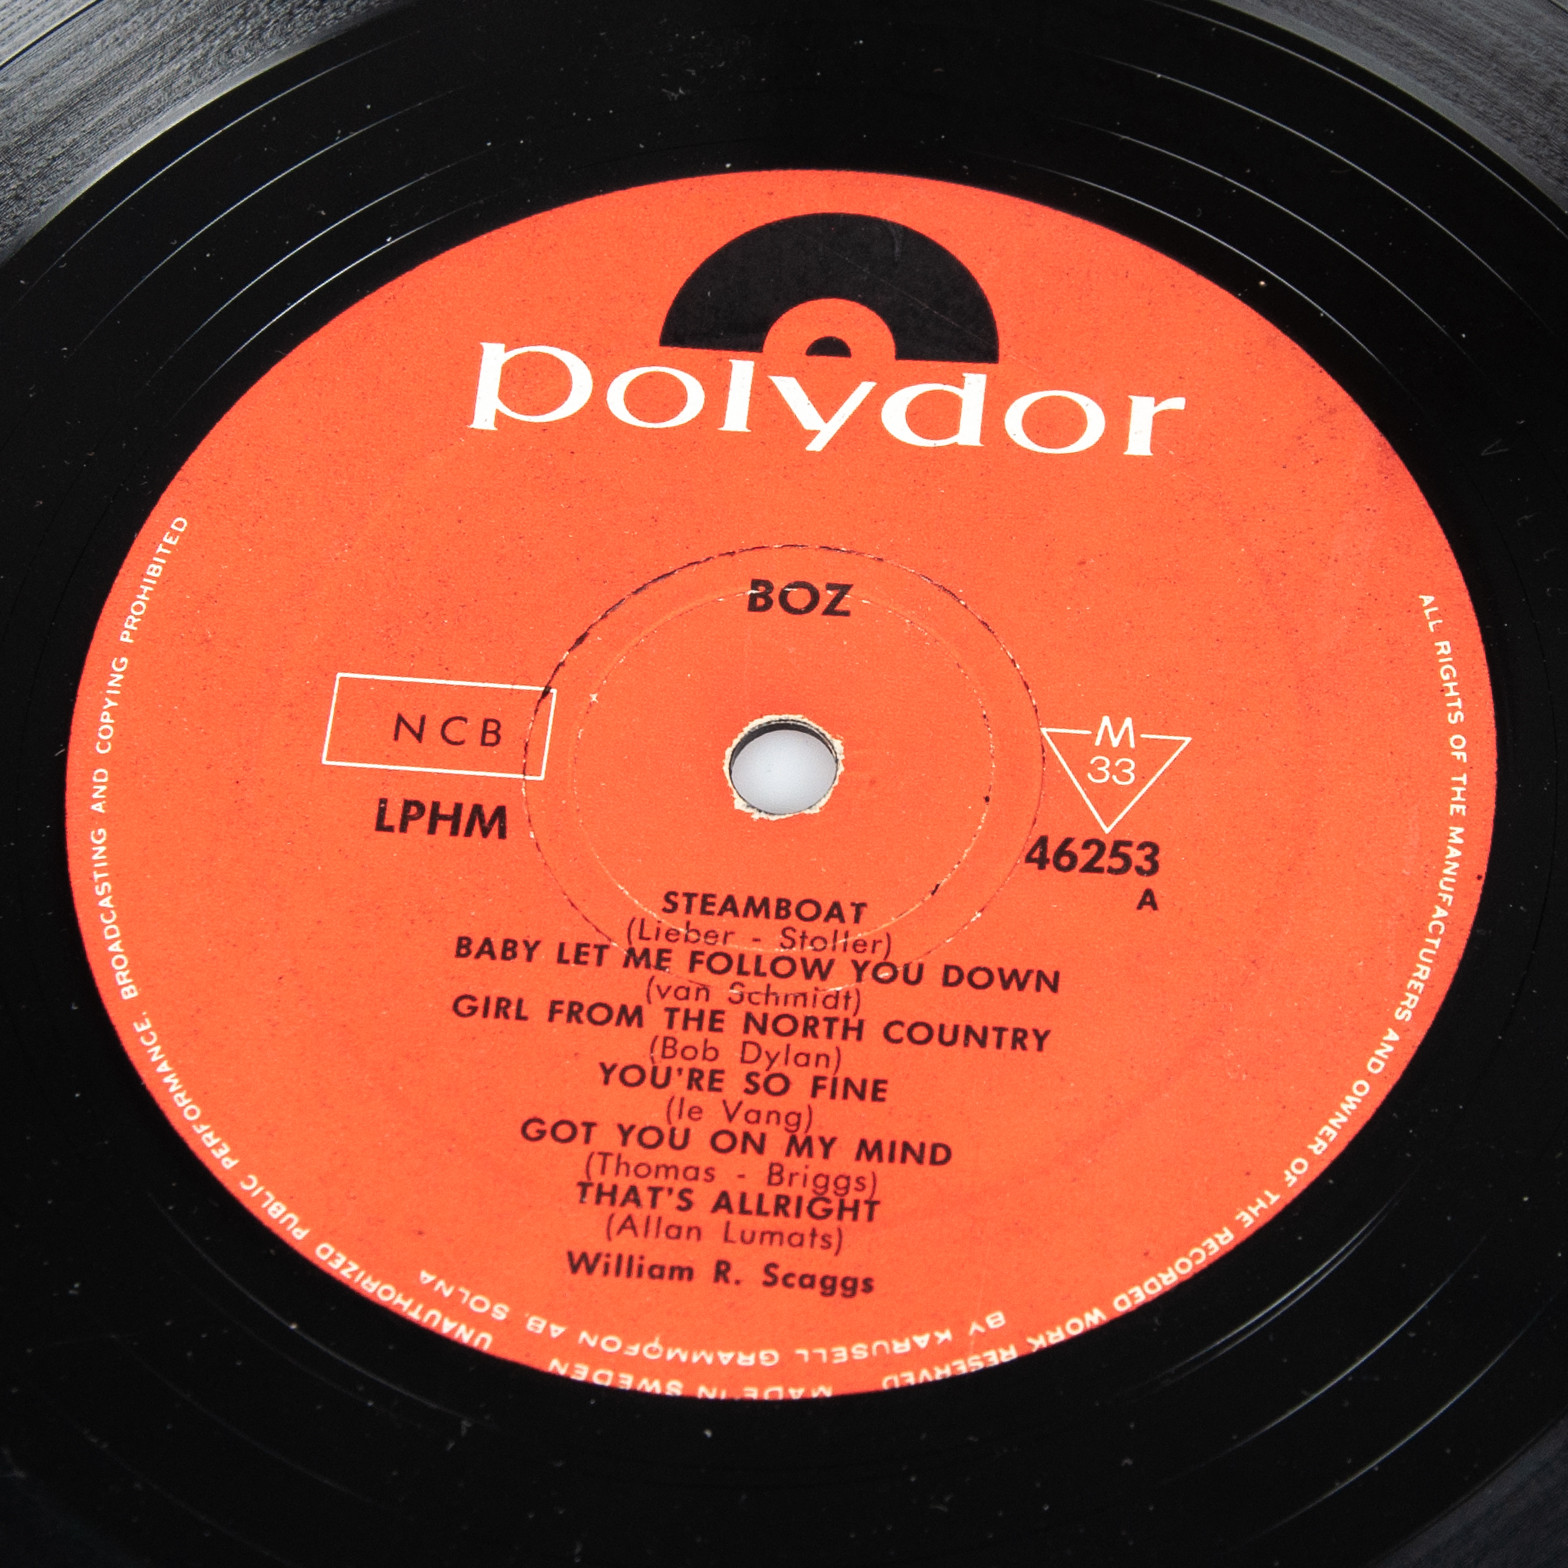 polydor
BOZ
NCB
M
33
LPHM
46253
A
STEAMBOAT
(Lieber - Stoller)
BABY LET ME FOLLOW YOU DOWN
(van Schmidt)
GIRL FROM THE NORTH COUNTRY
(Bob Dylan)
YOU'RE SO FINE
(le Vang)
GOT YOU ON MY MIND
(Thomas - Briggs)
THAT'S ALLRIGHT
(Allan Lumats)
William R. Scaggs
ALL RIGHTS OF THE MANUFACTURERS AND OWNER OF THE RECORDED WORK RESERVED
UNAUTHORIZED PUBLIC PERFORMANCE, BROADCASTING AND COPYING PROHIBITED
MADE IN SWEDEN
BY KARUSELL GRAMMOFON AB. SOLNA